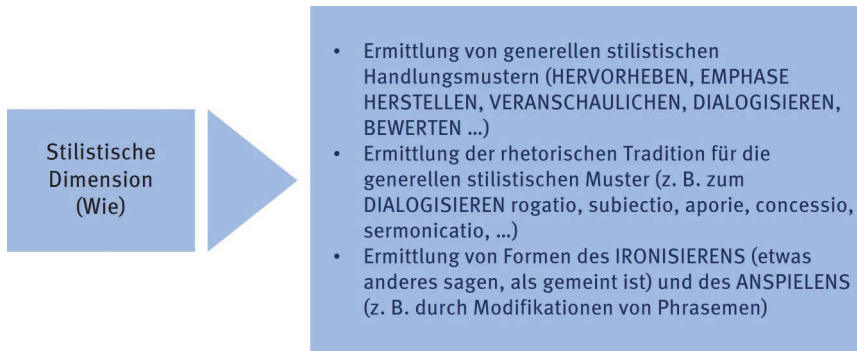 Stilistische
Dimension
(Wie)
• Ermittlung von generellen stilistischen
Handlungsmustern (HERVORHEBEN, EMPHASE
HERSTELLEN, VERANSCHAULICHEN, DIALOGISIEREN,
BEWERTEN ...)
• Ermittlung der rhetorischen Tradition für die
generellen stilistischen Muster (z. B. zum
DIALOGISIEREN rogatio, subiectio, aporie, concessio,
sermonicatio, ...)
• Ermittlung von Formen des IRONISIERENS (etwas
anderes sagen, als gemeint ist) und des ANSPIELENS
(z. B. durch Modifikationen von Phrasemen)